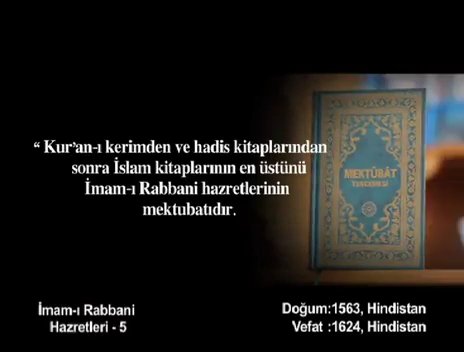 “ Kur’an-ı kerimden ve hadis kitaplarından
sonra İslam kitaplarının en üstünü
İmam-ı Rabbani hazretlerinin
mektubatıdır.
MEKTÛBÂT
TERCEMESİ
İmam-ı Rabbani
Hazretleri - 5
Doğum:1563, Hindistan
Vefat :1624, Hindistan